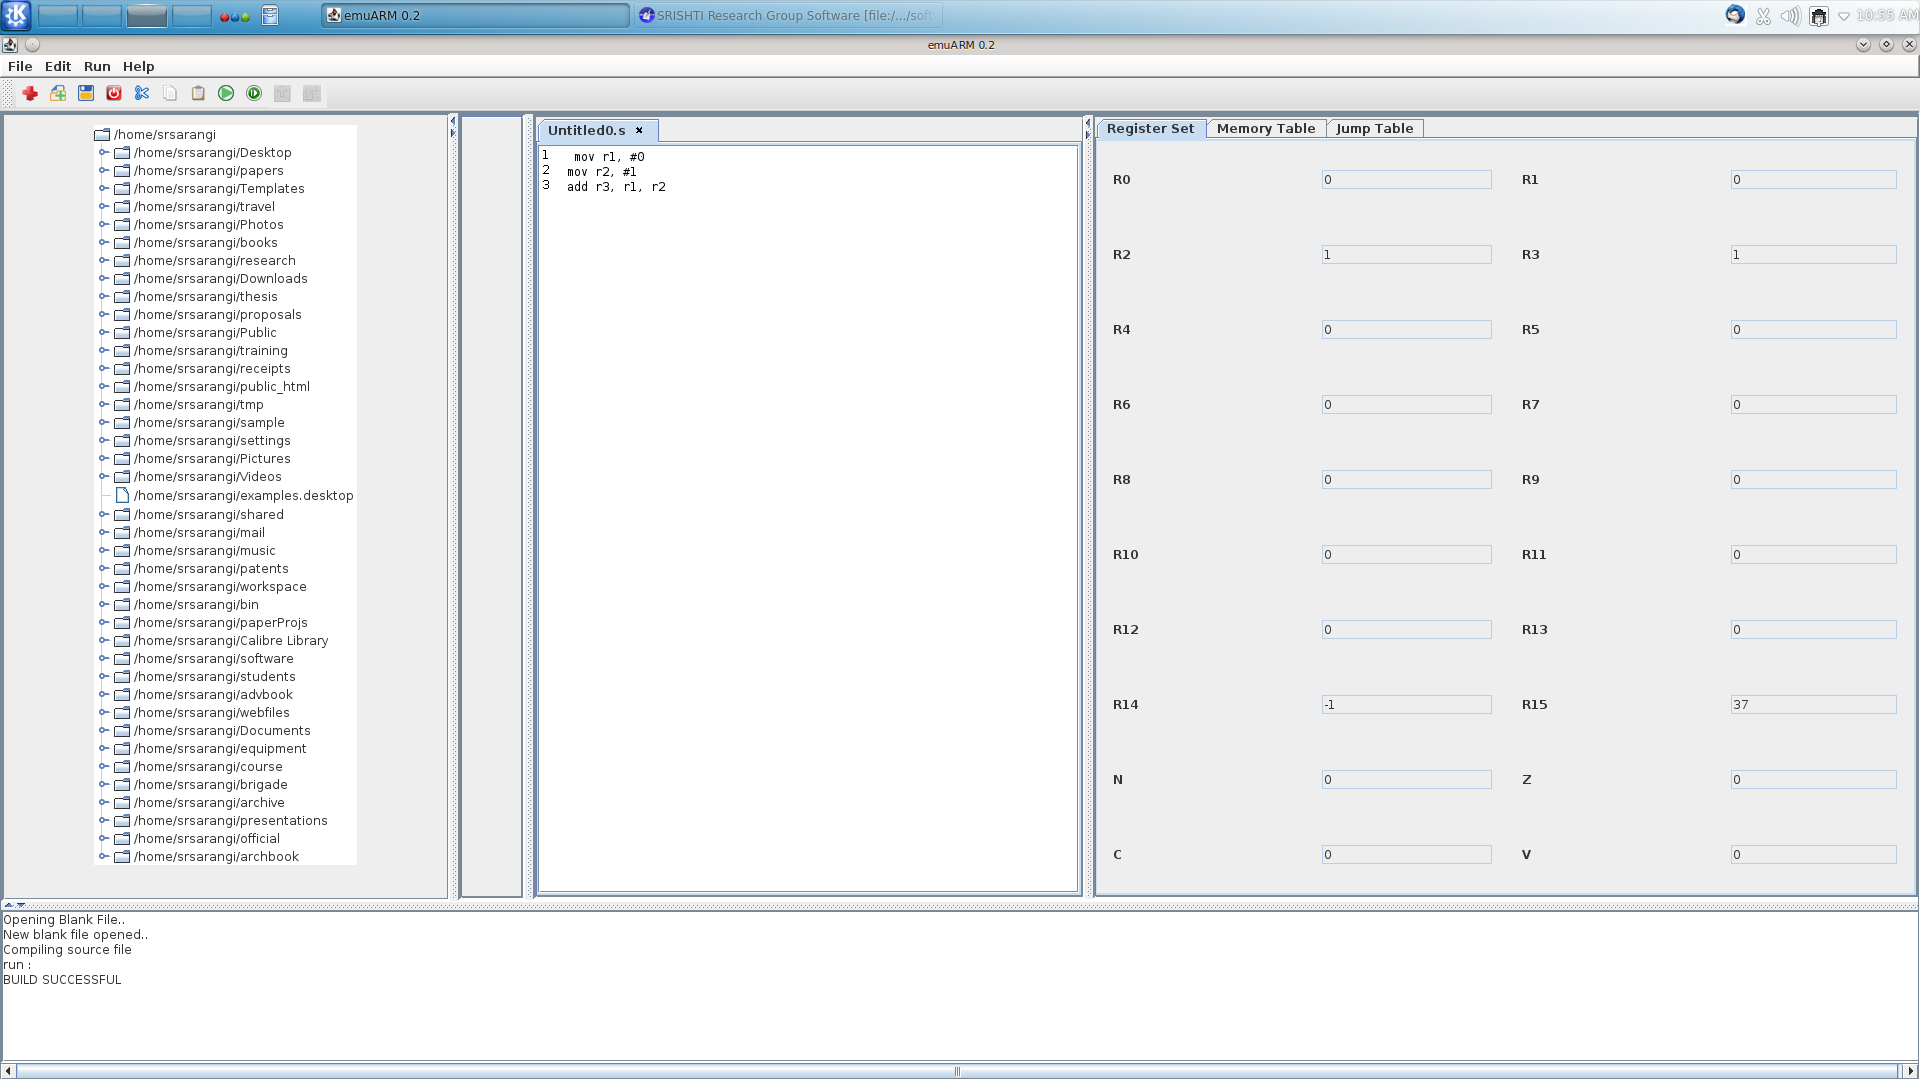 emuARM 0.2
SRISHTI Research Group Software [file:/.../soft
10:55 AM
emuARM 0.2
File Edit Run Help
/home/srsarangi
/home/srsarangi/Desktop
/home/srsarangi/papers
/home/srsarangi/Templates
/home/srsarangi/travel
/home/srsarangi/Photos
/home/srsarangi/books
/home/srsarangi/research
/home/srsarangi/Downloads
/home/srsarangi/thesis
/home/srsarangi/proposals
/home/srsarangi/Public
/home/srsarangi/training
/home/srsarangi/receipts
/home/srsarangi/public_html
/home/srsarangi/tmp
/home/srsarangi/sample
/home/srsarangi/settings
/home/srsarangi/Pictures
/home/srsarangi/Videos
/home/srsarangi/examples.desktop
/home/srsarangi/shared
/home/srsarangi/mail
/home/srsarangi/music
/home/srsarangi/patents
/home/srsarangi/workspace
/home/srsarangi/bin
/home/srsarangi/paperProjs
/home/srsarangi/Calibre Library
/home/srsarangi/software
/home/srsarangi/students
/home/srsarangi/advbook
/home/srsarangi/webfiles
/home/srsarangi/Documents
/home/srsarangi/equipment
/home/srsarangi/course
/home/srsarangi/brigade
/home/srsarangi/archive
/home/srsarangi/presentations
/home/srsarangi/official
/home/srsarangi/archbook
Untitled0.s
1 mov r1, #0
2 mov r2, #1
3 add r3, r1, r2
Register Set Memory Table Jump Table
R0 0 R1 0
R2 1 R3 1
R4 0 R5 0
R6 0 R7 0
R8 0 R9 0
R10 0 R11 0
R12 0 R13 0
R14 -1 R15 37
N 0 Z 0
C 0 V 0
Opening Blank File..
New blank file opened..
Compiling source file
run :
BUILD SUCCESSFUL